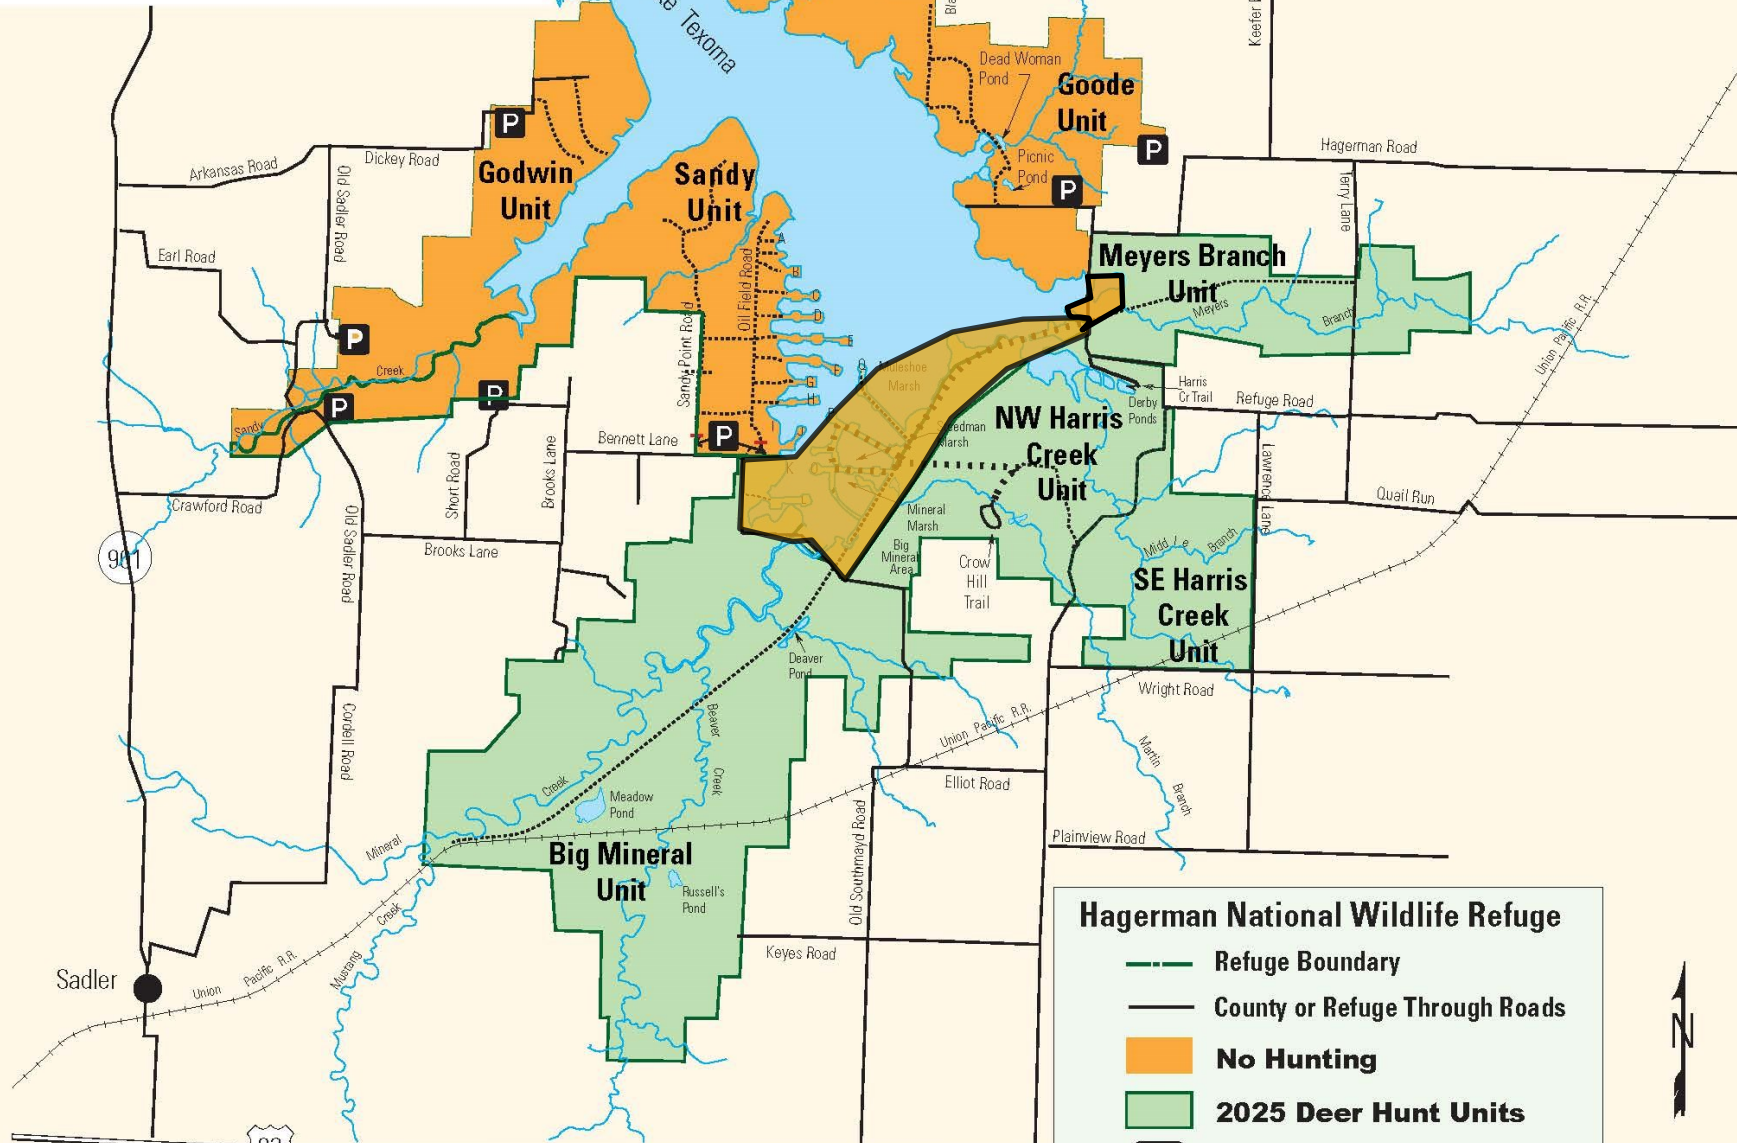 Texoma
Keefer
Dead Woman
Pond
Goode
Unit
Picnic
Pond
Hagerman Road
Arkansas Road
Dickey Road
Godwin
Unit
Sandy
Unit
Old Sadler Road
Terry Lane
Earl Road
Meyers Branch
Unit
Meyers
Branch
Oil Field Road
Sandy Point Road
A
B
C
D
E
F
G
H
I
J
K
P
P
P
P
P
P
P
P
Creek
Sandy
Marsh
Marsh
Union Pacific R.R.
Harris
Cr Trail
Derby
Ponds
Refuge Road
NW Harris
Creek
Unit
Bennett Lane
Short Road
Brooks Lane
Crawford Road
Old Sadler Road
Brooks Lane
Lawrence Lane
Quail Run
Mineral
Marsh
Big
Mineral
Area
Crow
Hill
Trail
Branch
SE Harris
Creek
Unit
901
Deaver
Pond
Wright Road
Beaver
Creek
Union Pacific R.R.
Cordell Road
Martin
Branch
Elliot Road
Creek
Meadow
Pond
Old Southmayd Road
Plainview Road
Mineral
Creek
Big Mineral
Unit
Russell's
Pond
Keyes Road
Mustang
Sadler
Union Pacific R.R.
Hagerman National Wildlife Refuge
Refuge Boundary
County or Refuge Through Roads
No Hunting
2025 Deer Hunt Units
N